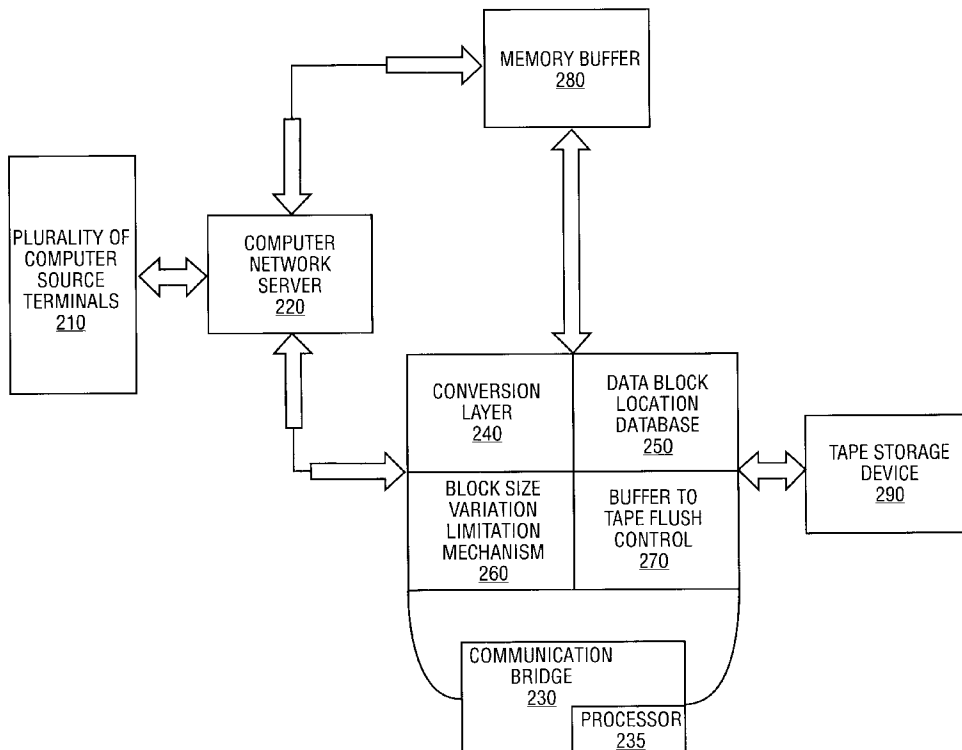 MEMORY BUFFER
280
PLURALITY OF
COMPUTER
SOURCE
TERMINALS
210
COMPUTER
NETWORK
SERVER
220
CONVERSION
LAYER
240
DATA BLOCK
LOCATION
DATABASE
250
BLOCK SIZE
VARIATION
LIMITATION
MECHANISM
260
BUFFER TO
TAPE FLUSH
CONTROL
270
TAPE STORAGE
DEVICE
290
COMMUNICATION
BRIDGE
230
PROCESSOR
235